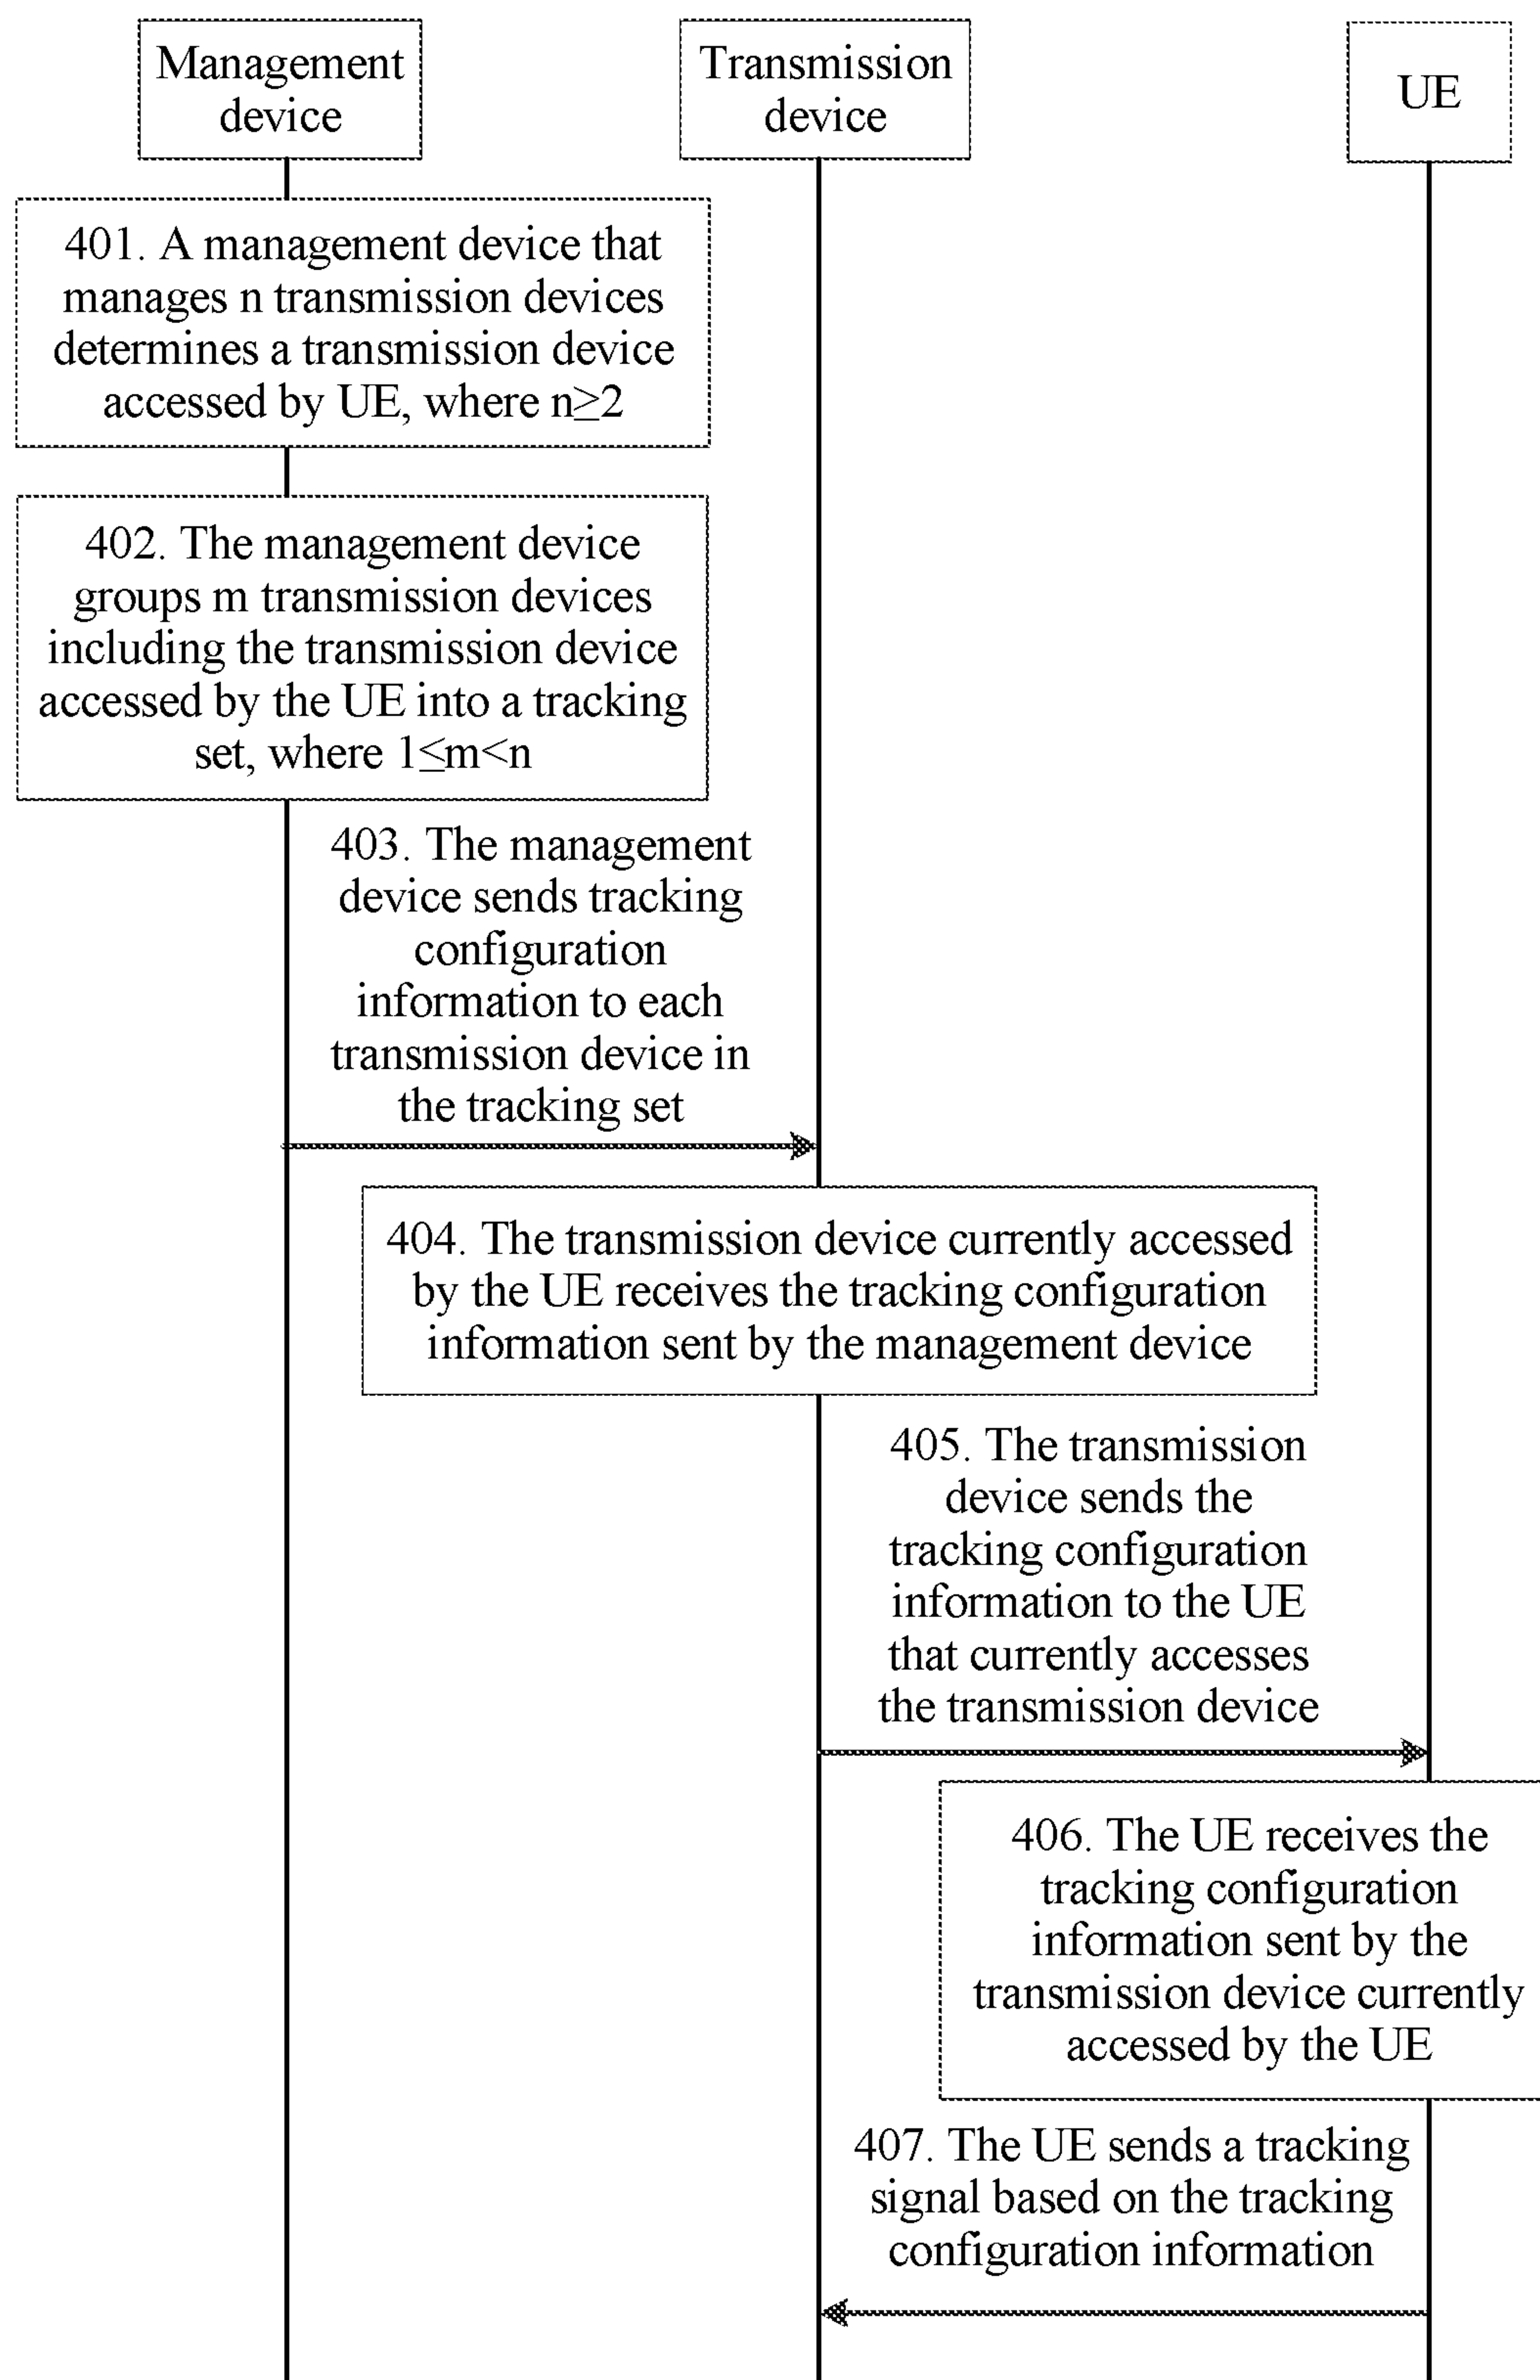 Management
device
Transmission
device
UE
401. A management device that
manages n transmission devices
determines a transmission device
accessed by UE, where n≥2
402. The management device
groups m transmission devices
including the transmission device
accessed by the UE into a tracking
set, where 1≤m<n
403. The management
device sends tracking
configuration
information to each
transmission device in
the tracking set
404. The transmission device currently accessed
by the UE receives the tracking configuration
information sent by the management device
405. The transmission
device sends the
tracking configuration
information to the UE
that currently accesses
the transmission device
406. The UE receives the
tracking configuration
information sent by the
transmission device currently
accessed by the UE
407. The UE sends a tracking
signal based on the tracking
configuration information